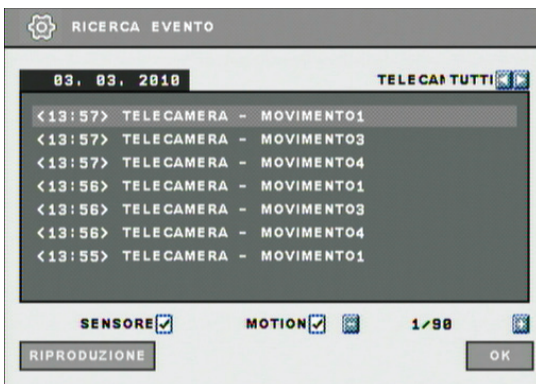 RICERCA EVENTO
03. 03. 2010 TELECAM TUTTI
<13:57> TELECAMERA - MOVIMENTO1
<13:57> TELECAMERA - MOVIMENTO3
<13:57> TELECAMERA - MOVIMENTO4
<13:56> TELECAMERA - MOVIMENTO1
<13:56> TELECAMERA - MOVIMENTO3
<13:56> TELECAMERA - MOVIMENTO4
<13:55> TELECAMERA - MOVIMENTO1
SENSORE MOTION 1/90
RIPRODUZIONE OK